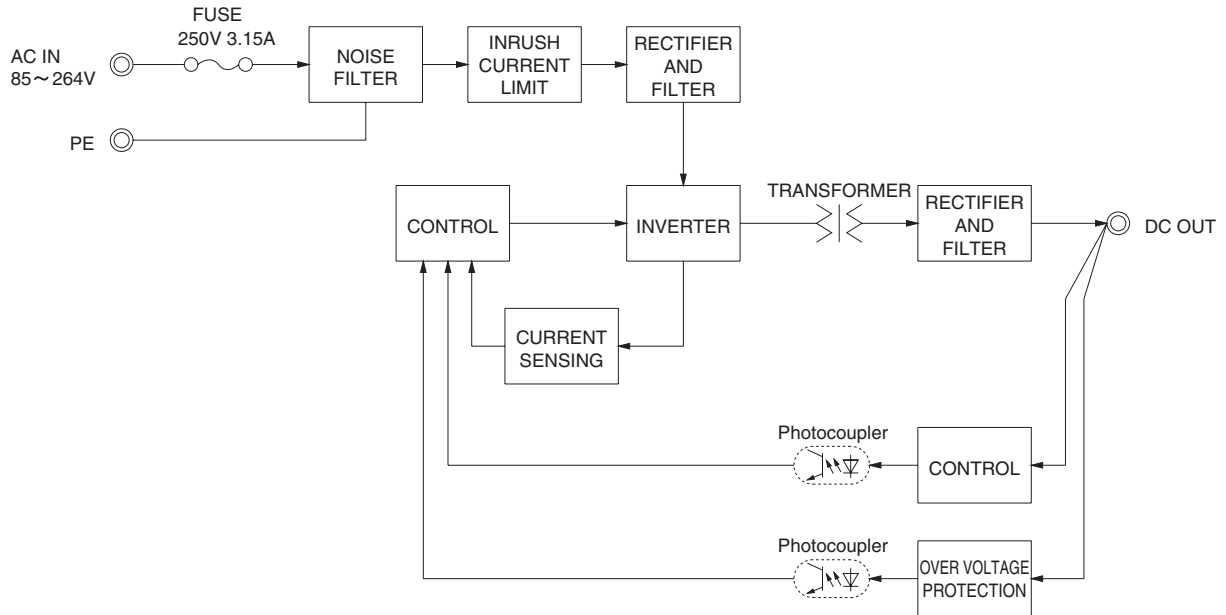 FUSE
250V 3.15A
AC IN
85～264V
NOISE
FILTER
INRUSH
CURRENT
LIMIT
RECTIFIER
AND
FILTER
PE
CONTROL
INVERTER
TRANSFORMER
RECTIFIER
AND
FILTER
DC OUT
CURRENT
SENSING
Photocoupler
CONTROL
Photocoupler
OVER VOLTAGE
PROTECTION